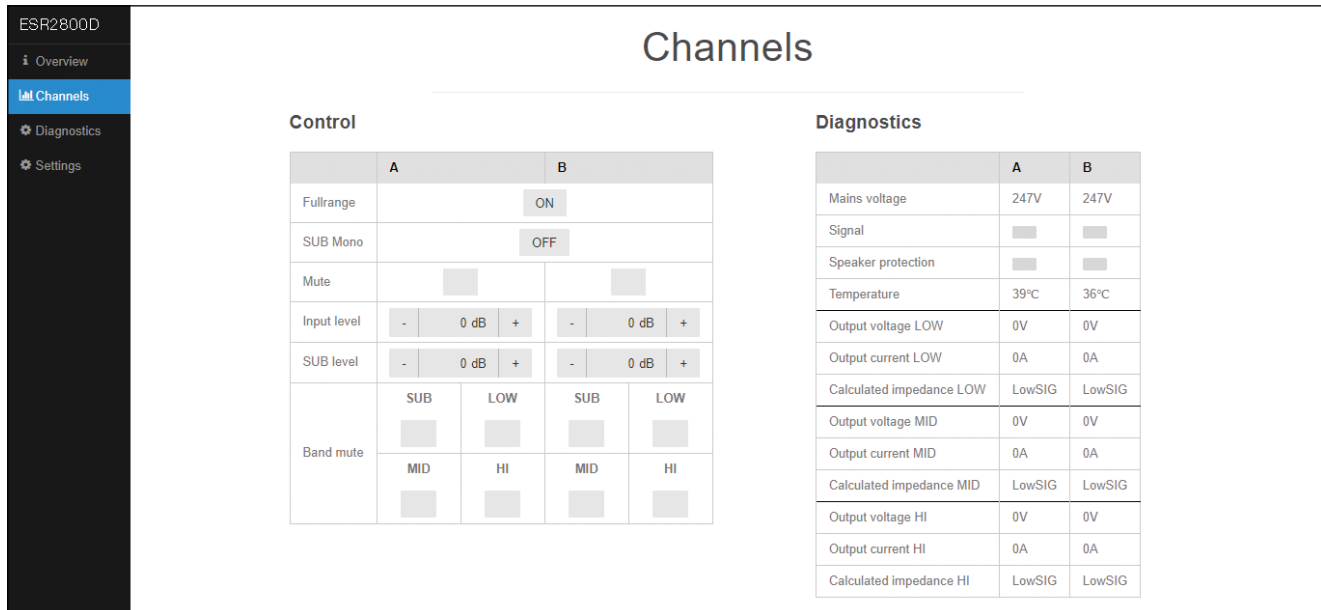 ESR2800D
Overview
Channels
Diagnostics
Settings
Channels
Control
A B
Fullrange ON
SUB Mono OFF
Mute
Input level - 0 dB + - 0 dB +
SUB level - 0 dB + - 0 dB +
Band mute
SUB LOW SUB LOW
MID HI MID HI
Diagnostics
A B
Mains voltage 247V 247V
Signal
Speaker protection
Temperature 39°C 36°C
Output voltage LOW 0V 0V
Output current LOW 0A 0A
Calculated impedance LOW LowSIG LowSIG
Output voltage MID 0V 0V
Output current MID 0A 0A
Calculated impedance MID LowSIG LowSIG
Output voltage HI 0V 0V
Output current HI 0A 0A
Calculated impedance HI LowSIG LowSIG